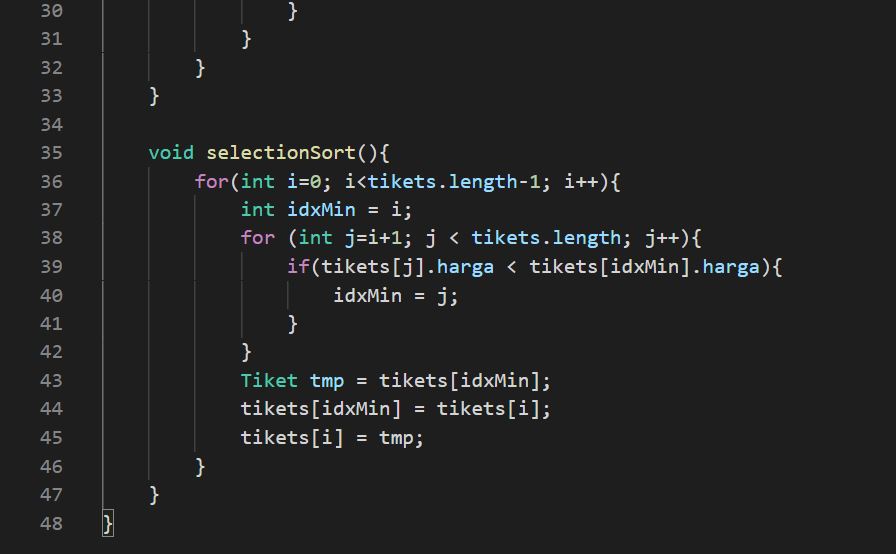 30                 }
31             }
32         }
33     }
34
35     void selectionSort(){
36         for(int i=0; i<tikets.length-1; i++){
37             int idxMin = i;
38             for (int j=i+1; j < tikets.length; j++){
39                 if(tikets[j].harga < tikets[idxMin].harga){
40                     idxMin = j;
41                 }
42             }
43             Tiket tmp = tikets[idxMin];
44             tikets[idxMin] = tikets[i];
45             tikets[i] = tmp;
46         }
47     }
48 }